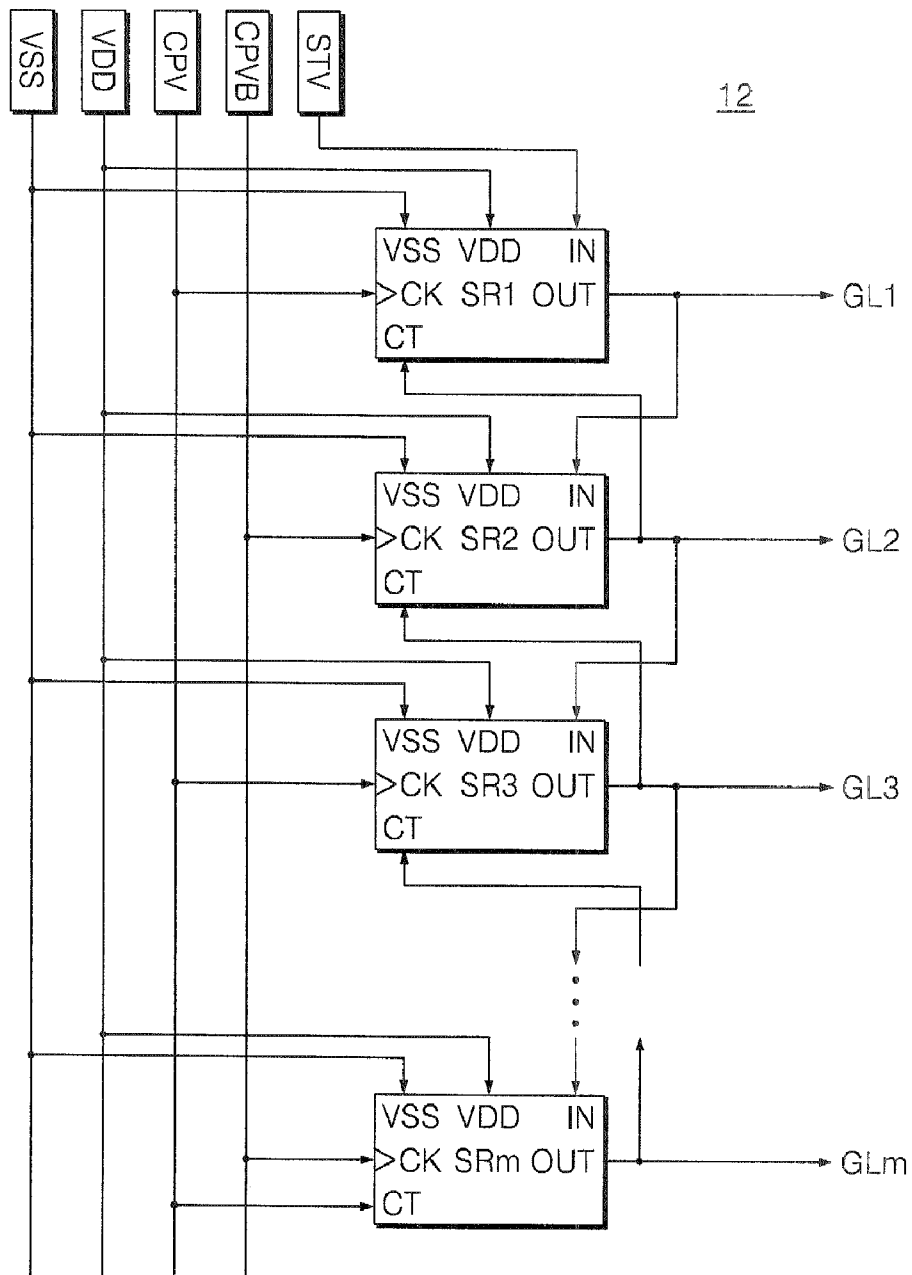 VSS
VDD
CPV
CPVB
STV
12
VSS VDD IN
CK SR1 OUT
CT
GL1
VSS VDD IN
CK SR2 OUT
CT
GL2
VSS VDD IN
CK SR3 OUT
CT
GL3
VSS VDD IN
CK SRm OUT
CT
GLm